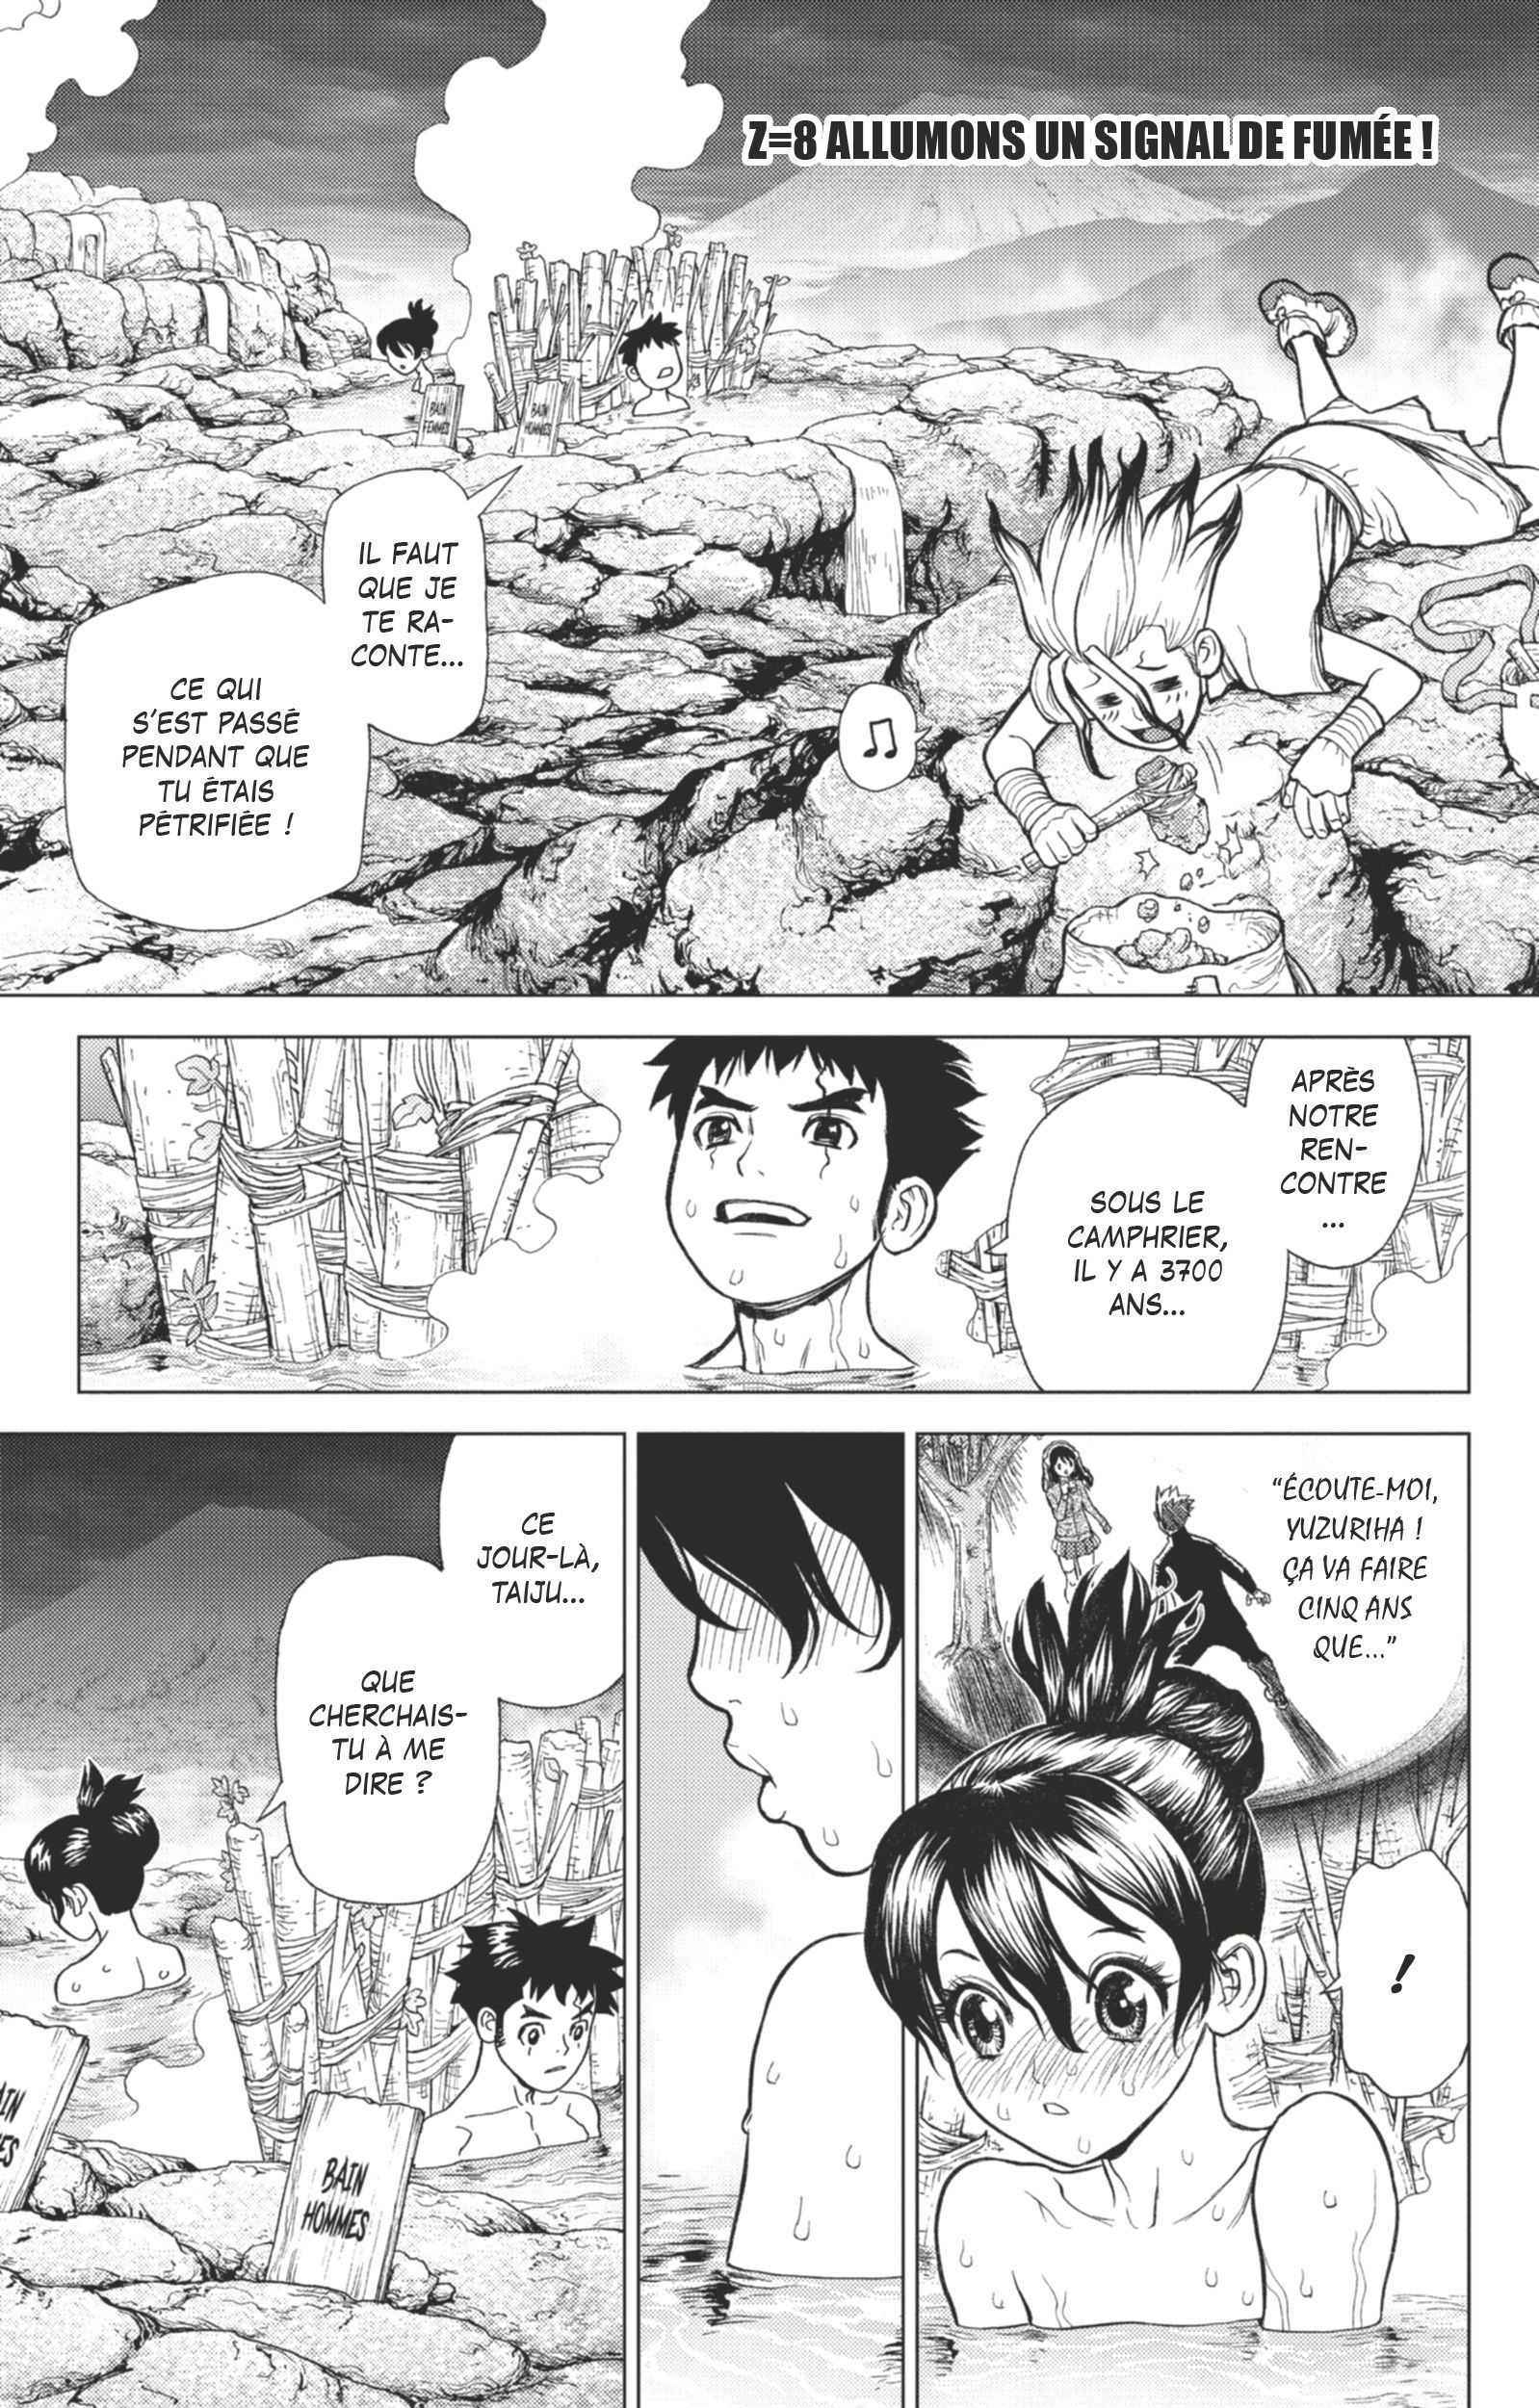 Z=8 ALLUMONS UN SIGNAL DE FUMÉE !
BAIN
FEMMES
BAIN
HOMMES
IL FAUT
QUE JE
TE RA-
CONTE...
CE QUI
S'EST PASSÉ
PENDANT QUE
TU ÉTAIS
PÉTRIFIÉE !
♫
APRÈS
NOTRE
REN-
CONTRE
...
SOUS LE
CAMPHRIER,
IL Y A 3700
ANS...
"ÉCOUTE-MOI,
YUZURIHA !
ÇA VA FAIRE
CINQ ANS
QUE..."
!
CE
JOUR-LÀ,
TAIJU...
QUE
CHERCHAIS-
TU À ME
DIRE ?
AIN
ES
BAIN
HOMMES